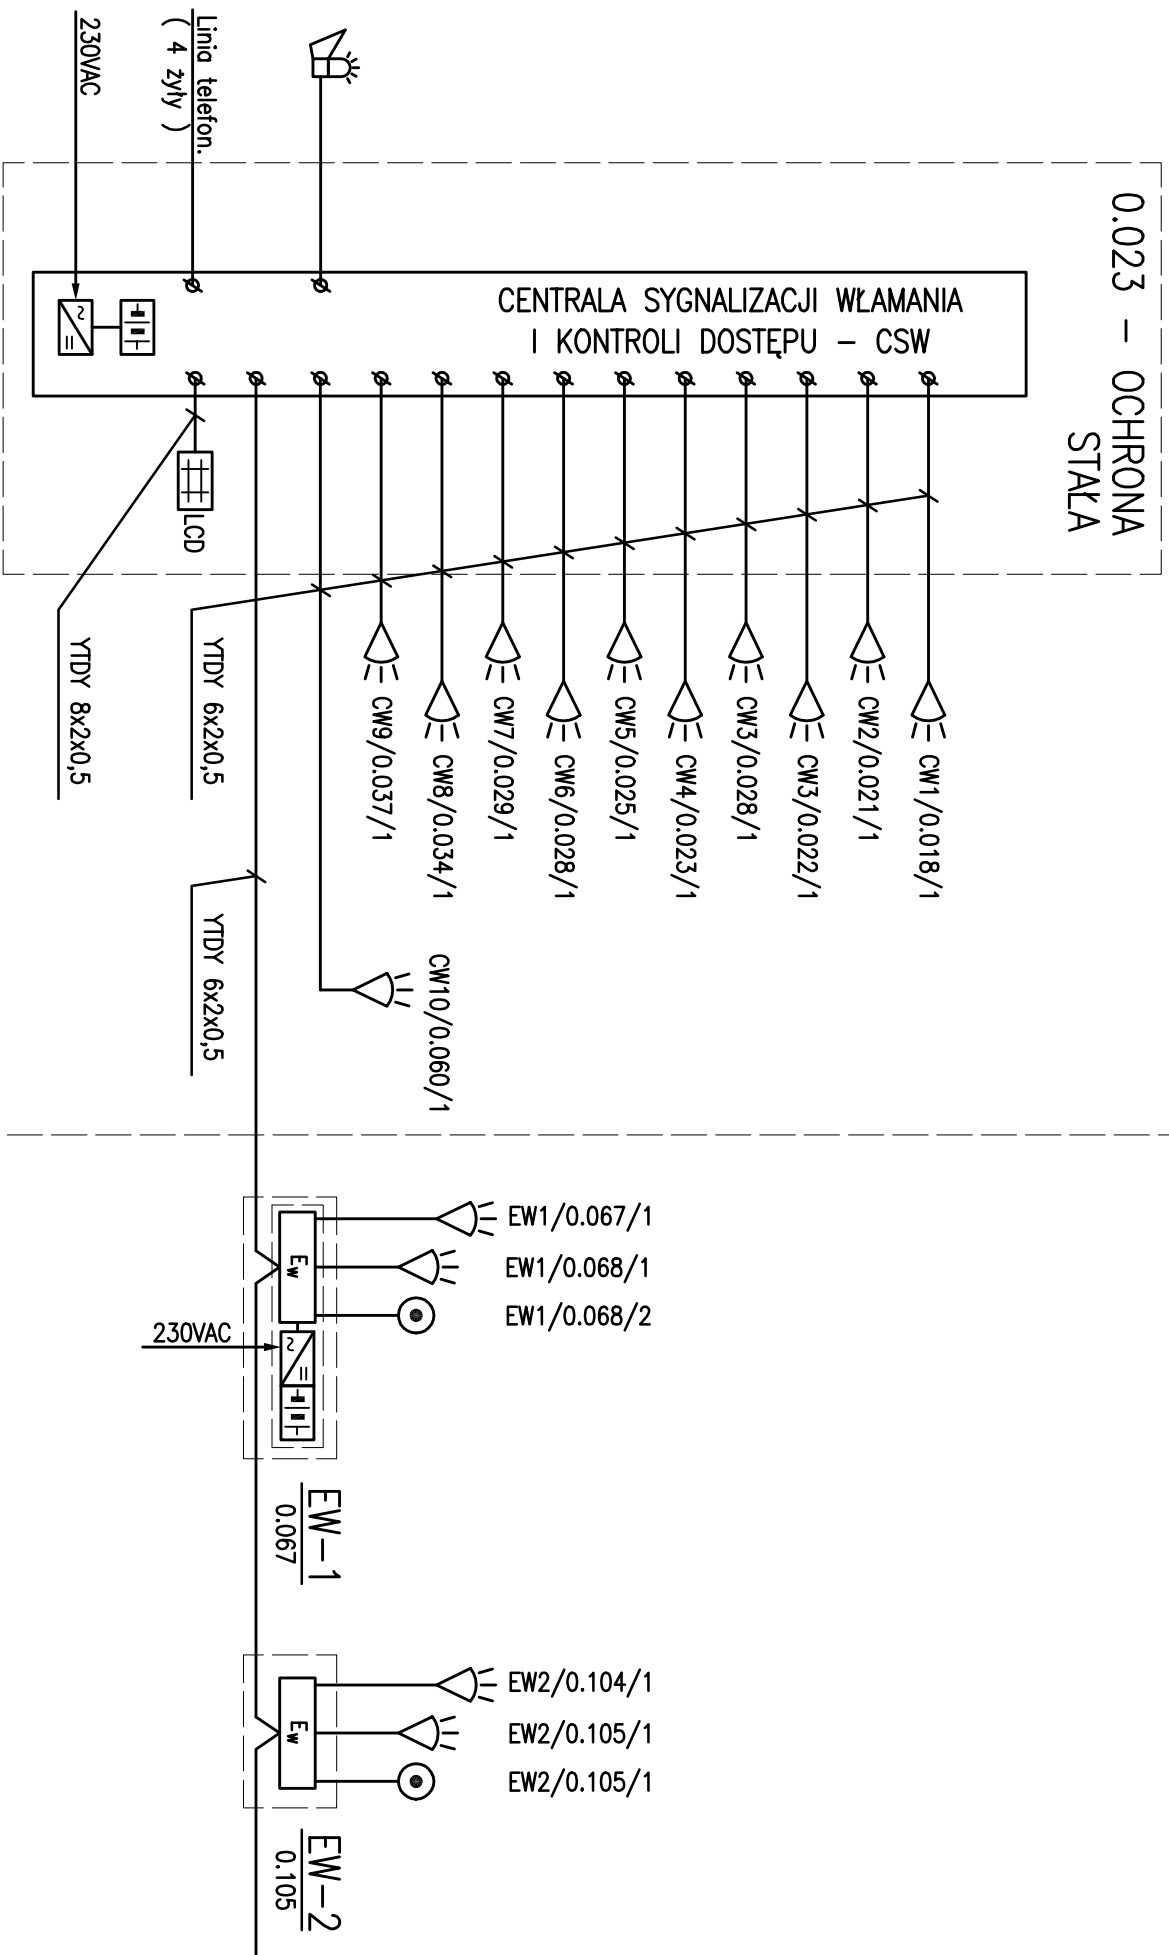 0.023 – OCHRONA
STAŁA
CENTRALA SYGNALIZACJI WŁAMANIA
I KONTROLI DOSTĘPU – CSW
Linia telefon.
( 4 żyły )
230VAC
~
=
LCD
CW1/0.018/1
CW2/0.021/1
CW3/0.022/1
CW3/0.028/1
CW4/0.023/1
CW5/0.025/1
CW6/0.028/1
CW7/0.029/1
CW8/0.034/1
CW9/0.037/1
CW10/0.060/1
YTDY 6x2x0,5
YTDY 8x2x0,5
YTDY 6x2x0,5
EW1/0.067/1
EW1/0.068/1
EW1/0.068/2
Ew
230VAC
~
=
EW–1
0.067
EW2/0.104/1
EW2/0.105/1
EW2/0.105/1
Ew
EW–2
0.105